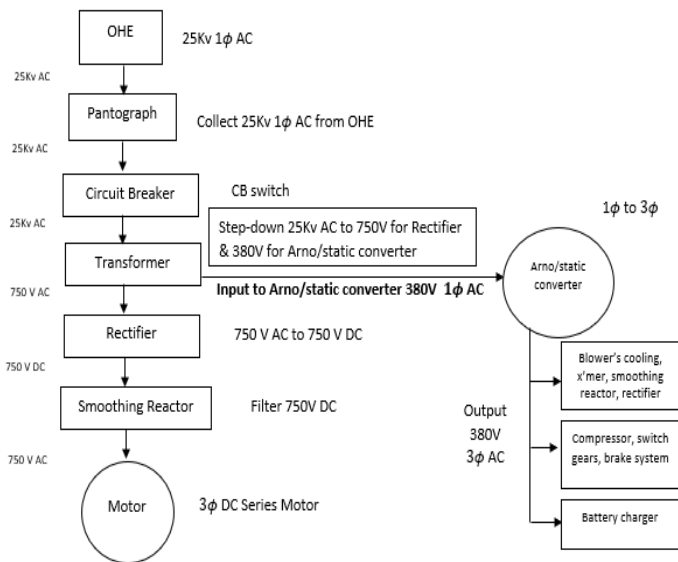 OHE
25Kv 1ϕ AC
25Kv AC
Pantograph
Collect 25Kv 1ϕ AC from OHE
25Kv AC
Circuit Breaker
CB switch
25Kv AC
Step-down 25Kv AC to 750V for Rectifier
& 380V for Arno/static converter
1ϕ to 3ϕ
Transformer
Input to Arno/static converter 380V 1ϕ AC
Arno/static
converter
750 V AC
Rectifier
750 V AC to 750 V DC
750 V DC
Smoothing Reactor
Filter 750V DC
750 V AC
Motor
3ϕ DC Series Motor
Output
380V
3ϕ AC
Blower's cooling,
x'mer, smoothing
reactor, rectifier
Compressor, switch
gears, brake system
Battery charger